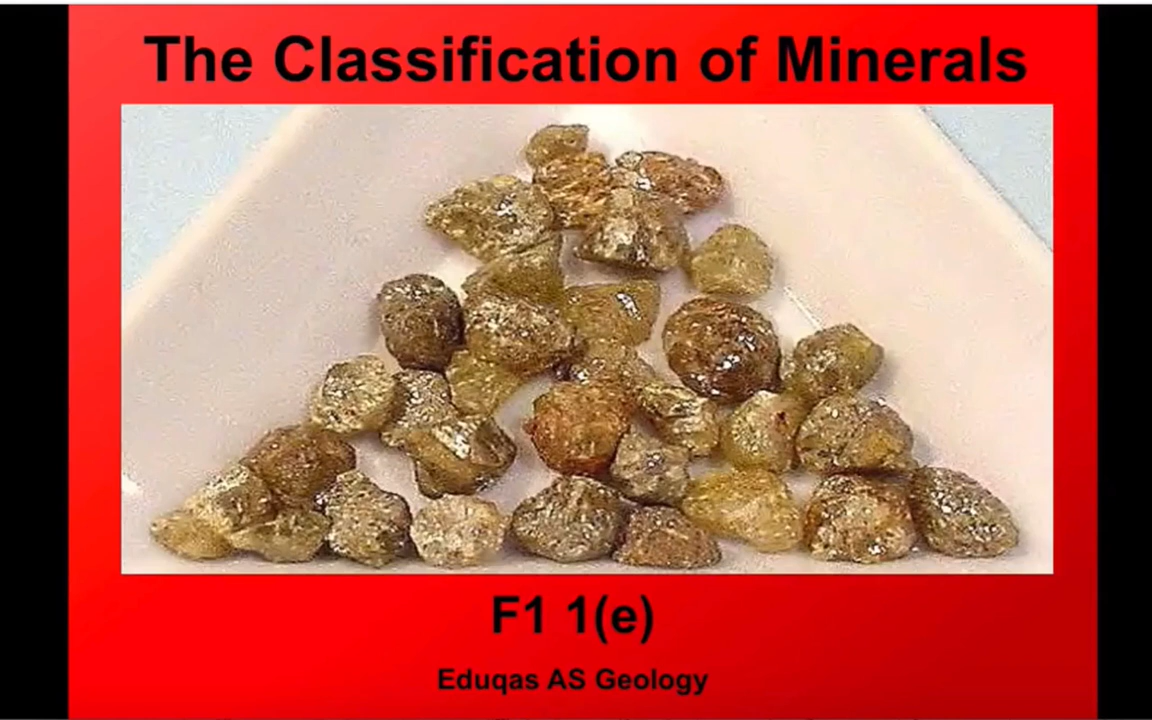 The Classification of Minerals
F1 1(e)
Eduqas AS Geology